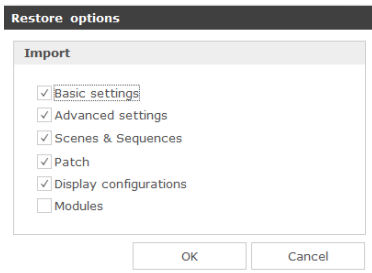 Restore options
Import
Basic settings
Advanced settings
Scenes & Sequences
Patch
Display configurations
Modules
OK Cancel